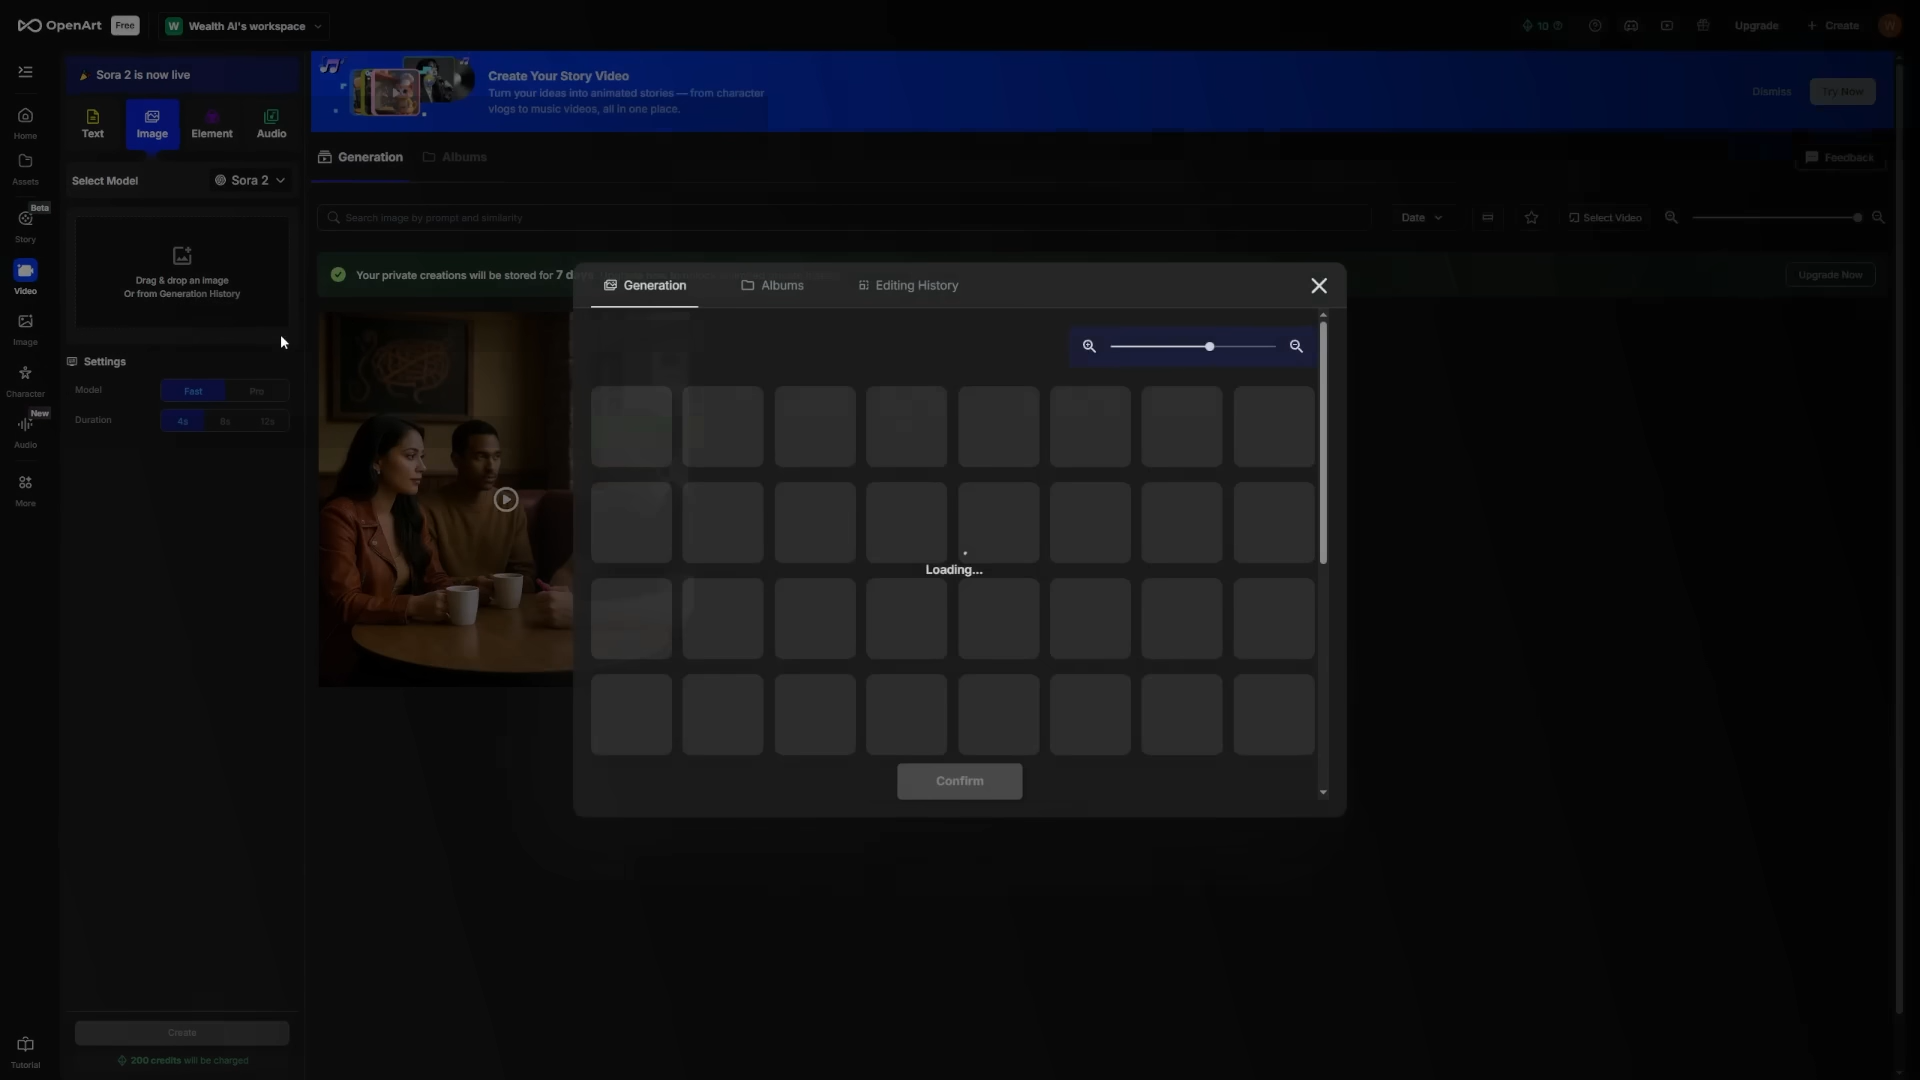 OpenArt Free W Wealth AI's workspace
10 Upgrade + Create W
Sora 2 is now live
Text Image Element Audio
Select Model Sora 2
Drag & drop an image
Or from Generation History
Settings
Model Fast Pro
Duration 4s 8s 12s
Create
200 credits will be charged
Home
Assets
Beta
Story
Video
Image
Character
New
Audio
More
Tutorial
Create Your Story Video
Turn your ideas into animated stories — from character
vlogs to music videos, all in one place.
Dismiss Try Now
Generation Albums
Feedback
Search image by prompt and similarity
Date Select Video
Your private creations will be stored for 7 days
Upgrade Now
Generation Albums Editing History
Loading...
Confirm